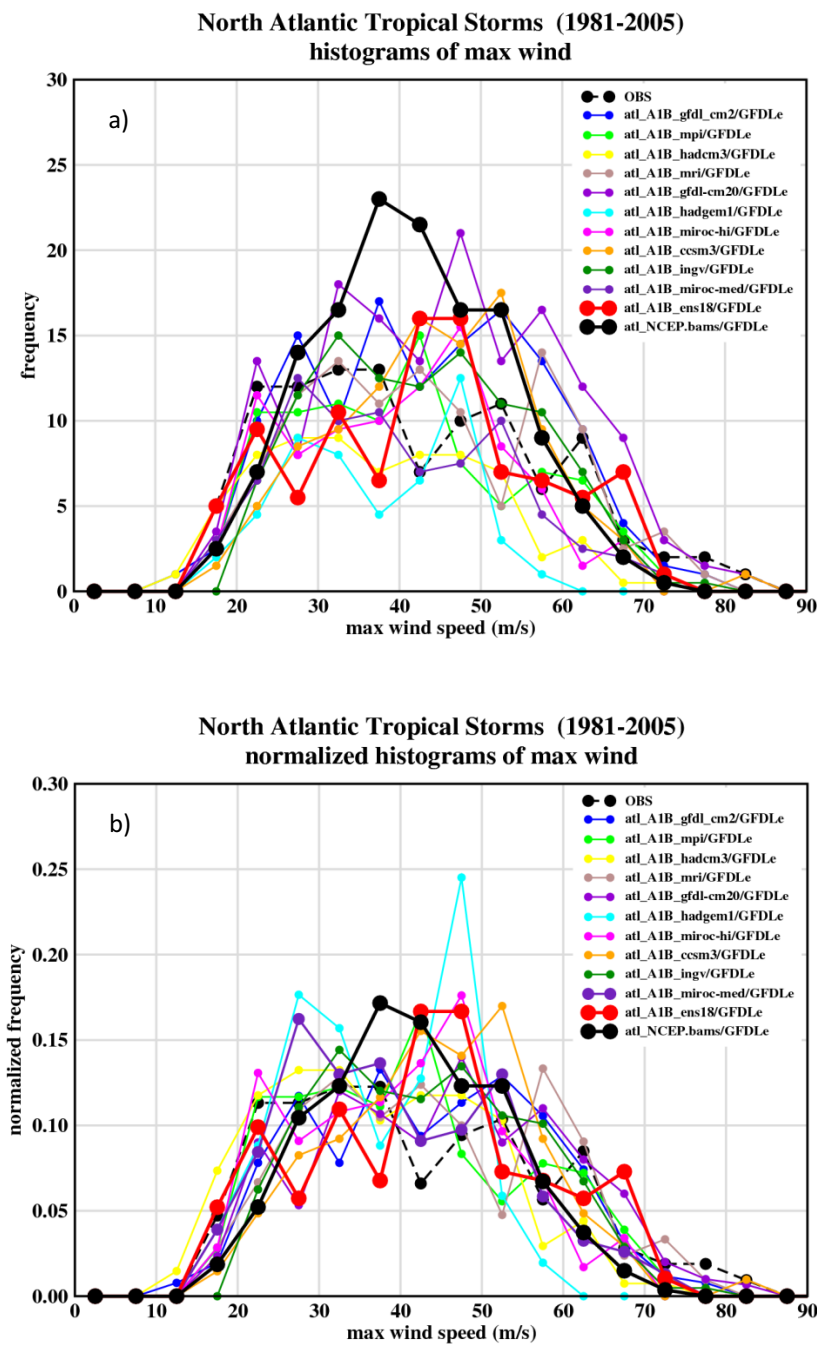 North Atlantic Tropical Storms (1981-2005)
histograms of max wind
30
25
20
15
10
5
0
frequency
a)
OBS
atl_A1B_gfdl_cm2/GFDLe
atl_A1B_mpi/GFDLe
atl_A1B_hadcm3/GFDLe
atl_A1B_mri/GFDLe
atl_A1B_gfdl-cm20/GFDLe
atl_A1B_hadgem1/GFDLe
atl_A1B_miroc-hi/GFDLe
atl_A1B_ccsm3/GFDLe
atl_A1B_ingv/GFDLe
atl_A1B_miroc-med/GFDLe
atl_A1B_ens18/GFDLe
atl_NCEP.bams/GFDLe
0 10 20 30 40 50 60 70 80 90
max wind speed (m/s)
North Atlantic Tropical Storms (1981-2005)
normalized histograms of max wind
0.30
0.25
0.20
0.15
0.10
0.05
0.00
normalized frequency
b)
OBS
atl_A1B_gfdl_cm2/GFDLe
atl_A1B_mpi/GFDLe
atl_A1B_hadcm3/GFDLe
atl_A1B_mri/GFDLe
atl_A1B_gfdl-cm20/GFDLe
atl_A1B_hadgem1/GFDLe
atl_A1B_miroc-hi/GFDLe
atl_A1B_ccsm3/GFDLe
atl_A1B_ingv/GFDLe
atl_A1B_miroc-med/GFDLe
atl_A1B_ens18/GFDLe
atl_NCEP.bams/GFDLe
0 10 20 30 40 50 60 70 80 90
max wind speed (m/s)